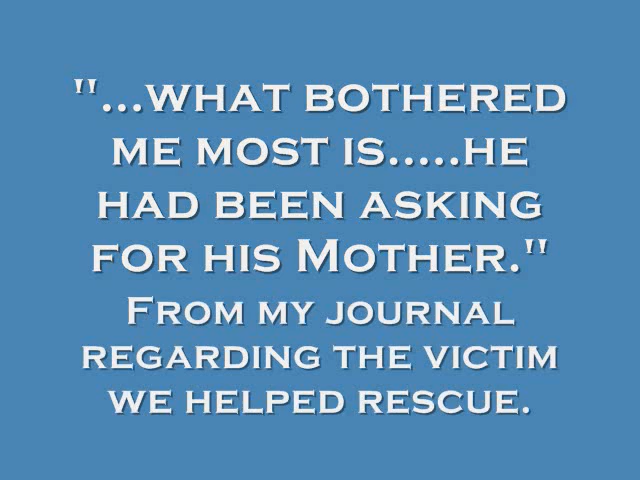 "...what bothered
me most is.....he
had been asking
for his Mother."
From my journal
regarding the victim
we helped rescue.